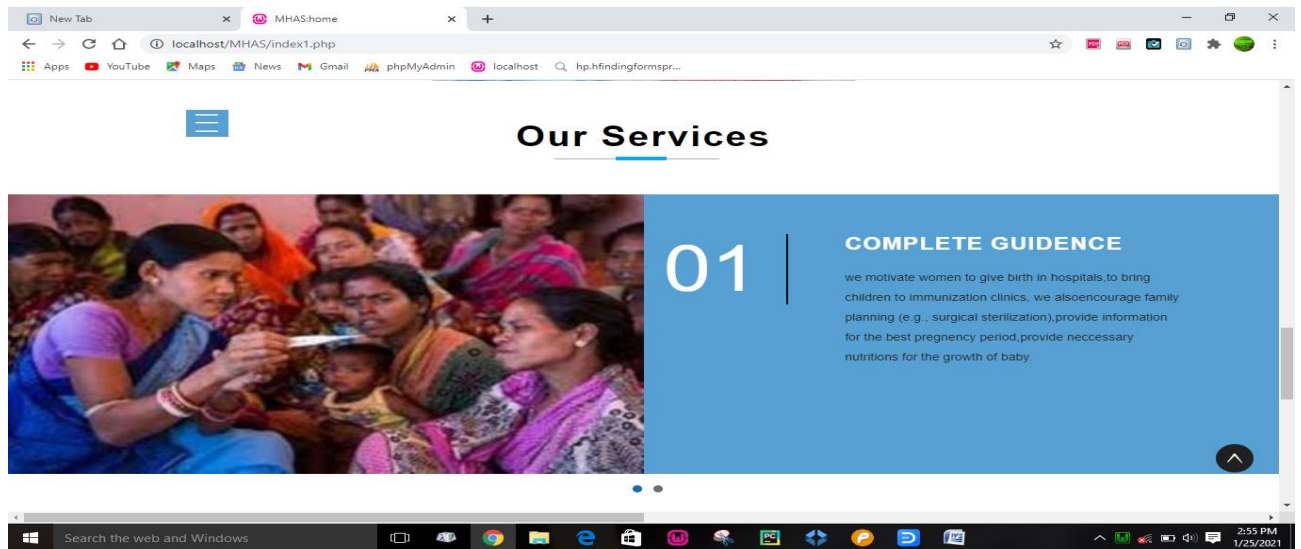 New Tab
MHAS:home
localhost/MHAS/index1.php
Apps YouTube Maps News Gmail phpMyAdmin localhost hp.hfindingformspr...
Our Services
01
COMPLETE GUIDENCE
we motivate women to give birth in hospitals,to bring
children to immunization clinics, we alsoencourage family
planning (e.g., surgical sterilization),provide information
for the best pregnency period,provide neccessary
nutritions for the growth of baby.
Search the web and Windows
2:55 PM
1/25/2021